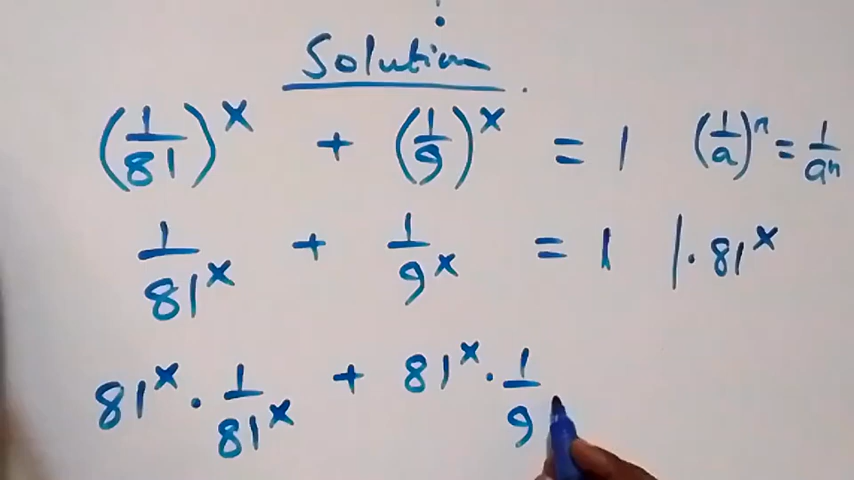 Solution.
(1/81)^x + (1/9)^x = 1 (1/a)^n = 1/a^n
1/81^x + 1/9^x = 1 | · 81^x
81^x · 1/81^x + 81^x · 1/9